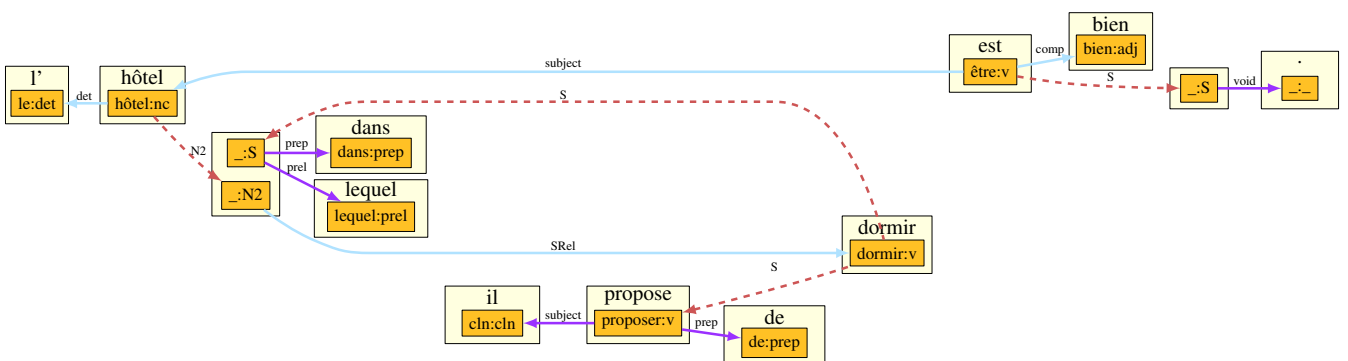 bien
bien:adj
est
être:v
comp
subject
S
_:S
void
.
_:_
l'
le:det
det
hôtel
hôtel:nc
S
N2
_:S
_:N2
prep
prel
dans
dans:prep
lequel
lequel:prel
SRel
dormir
dormir:v
S
il
cln:cln
subject
propose
proposer:v
prep
de
de:prep